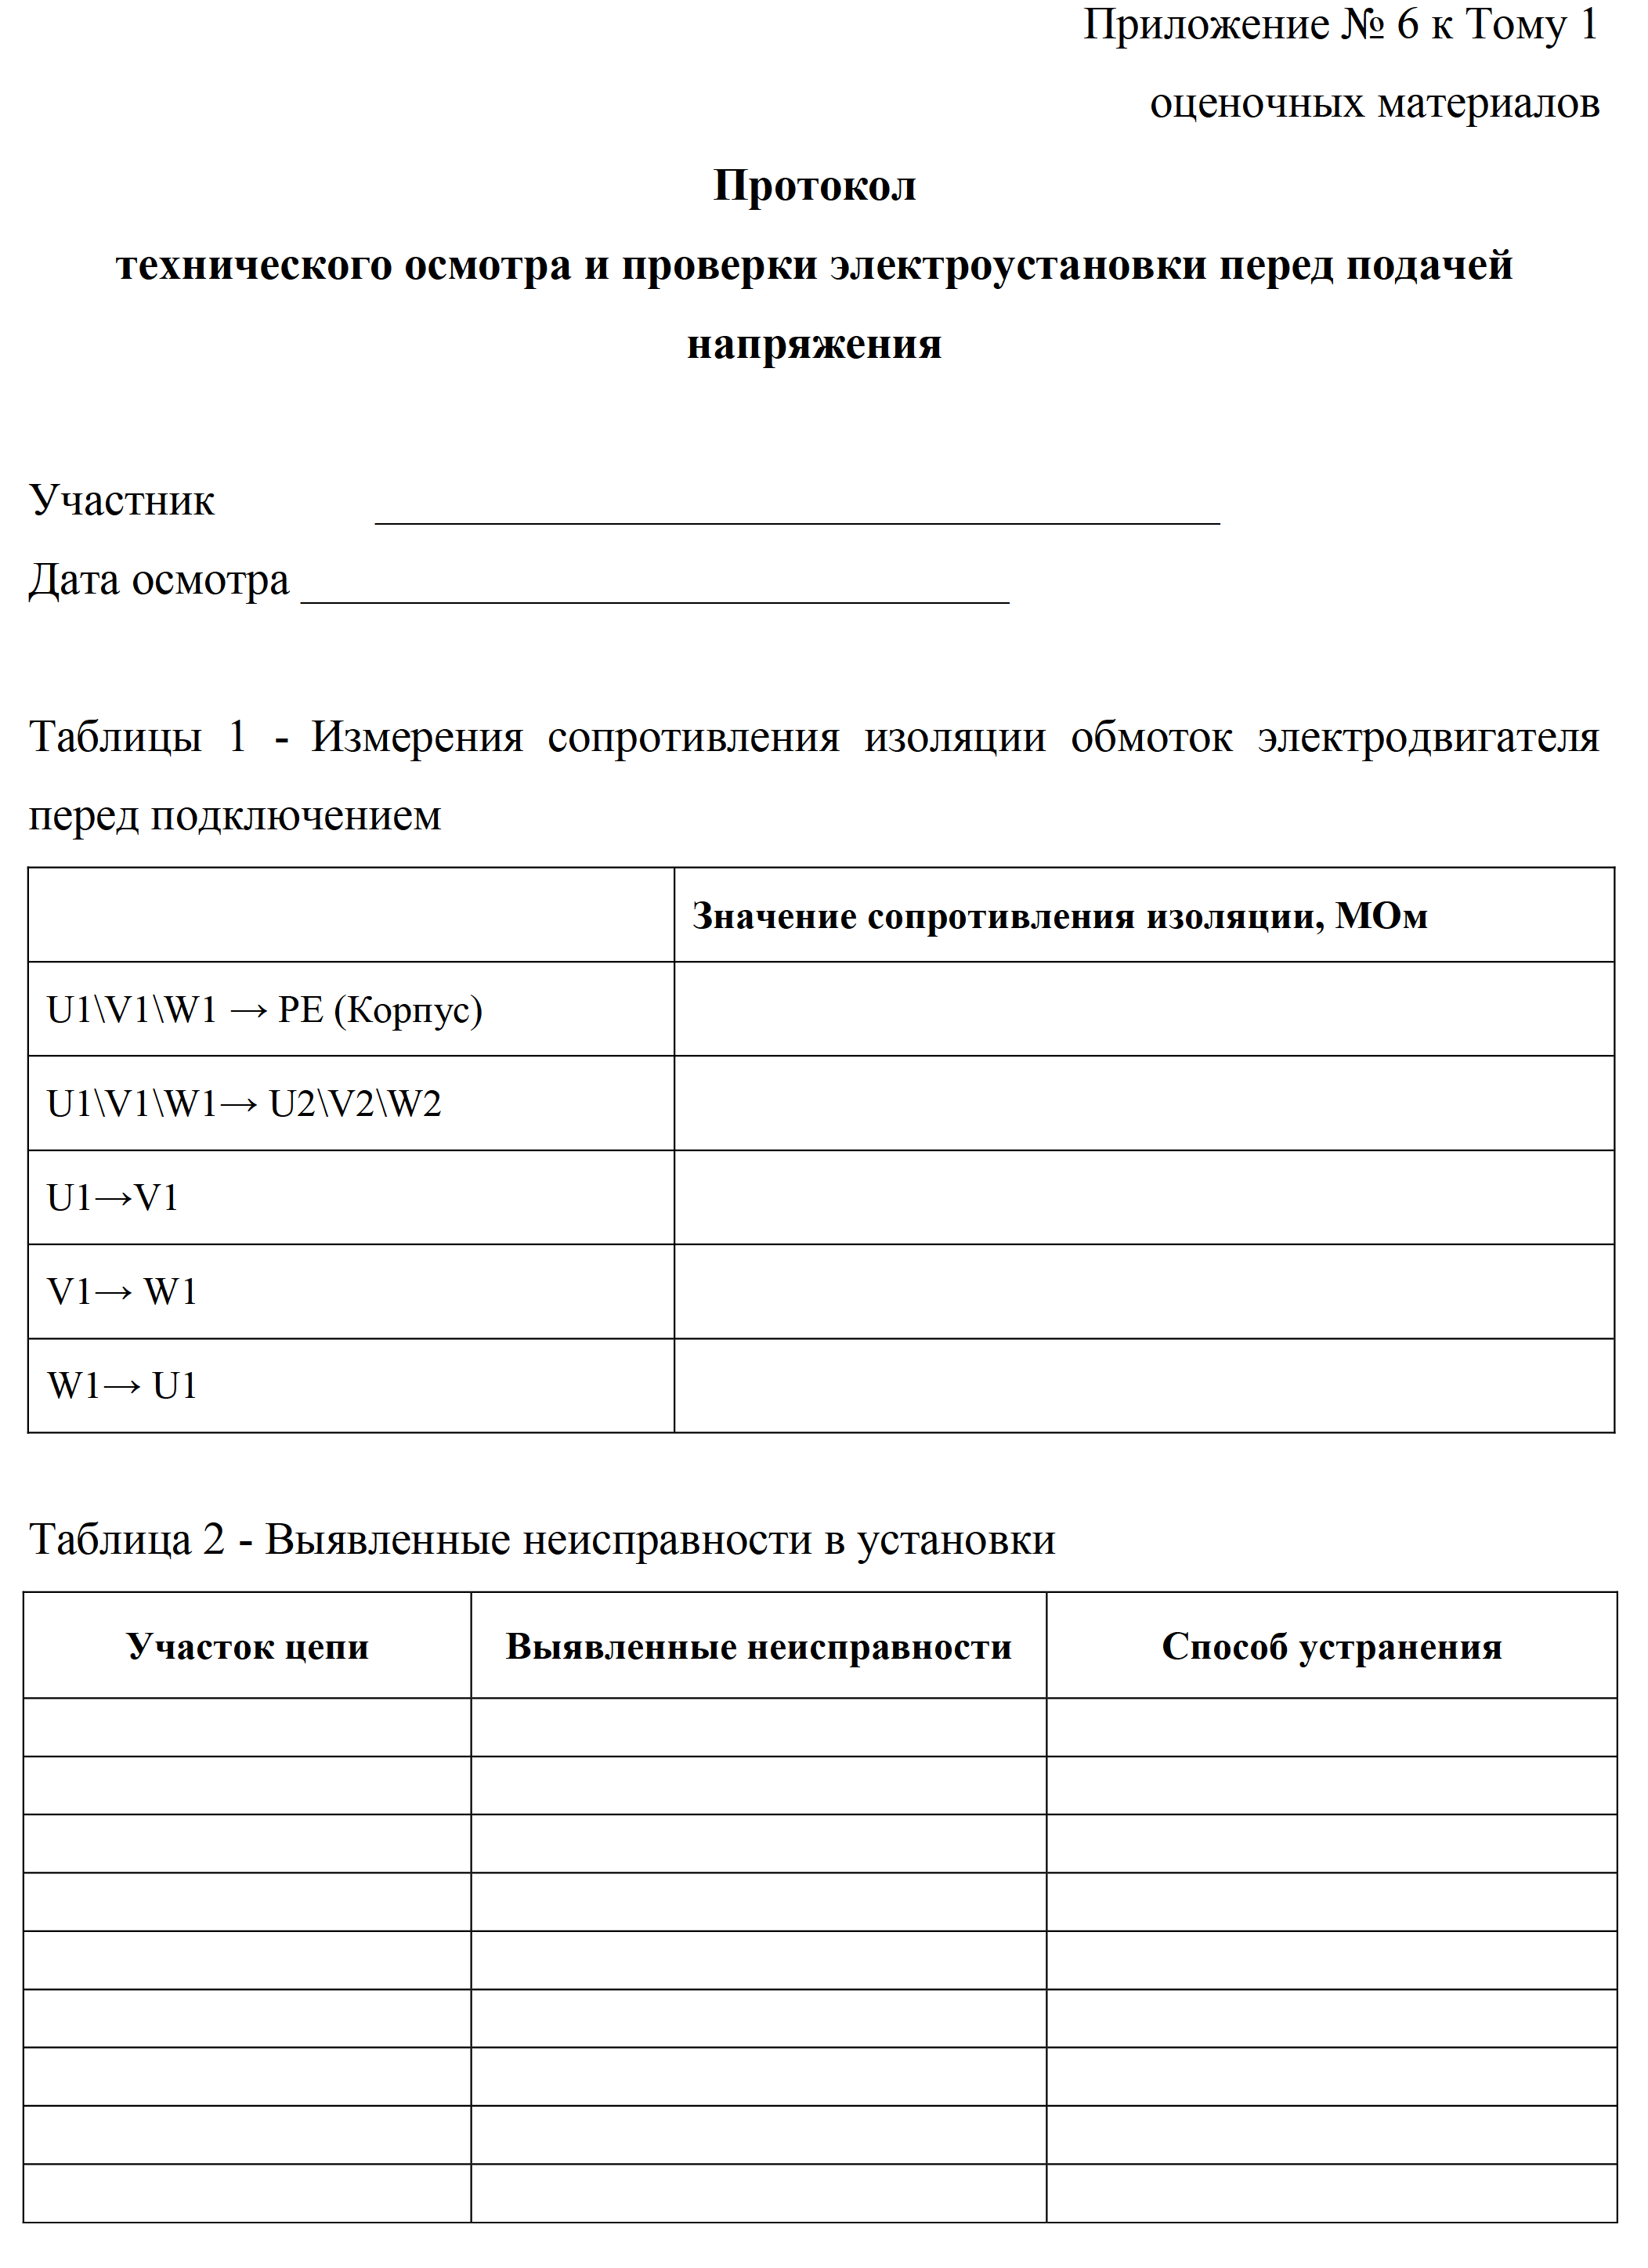 Приложение № 6 к Тому 1
оценочных материалов
Протокол
технического осмотра и проверки электроустановки перед подачей
напряжения
Участник ____________________________________
Дата осмотра ______________________________
Таблицы 1 - Измерения сопротивления изоляции обмоток электродвигателя
перед подключением
Значение сопротивления изоляции, МОм
U1\V1\W1 → PE (Корпус)
U1\V1\W1→ U2\V2\W2
U1→V1
V1→ W1
W1→ U1
Таблица 2 - Выявленные неисправности в установки
Участок цепи Выявленные неисправности Способ устранения